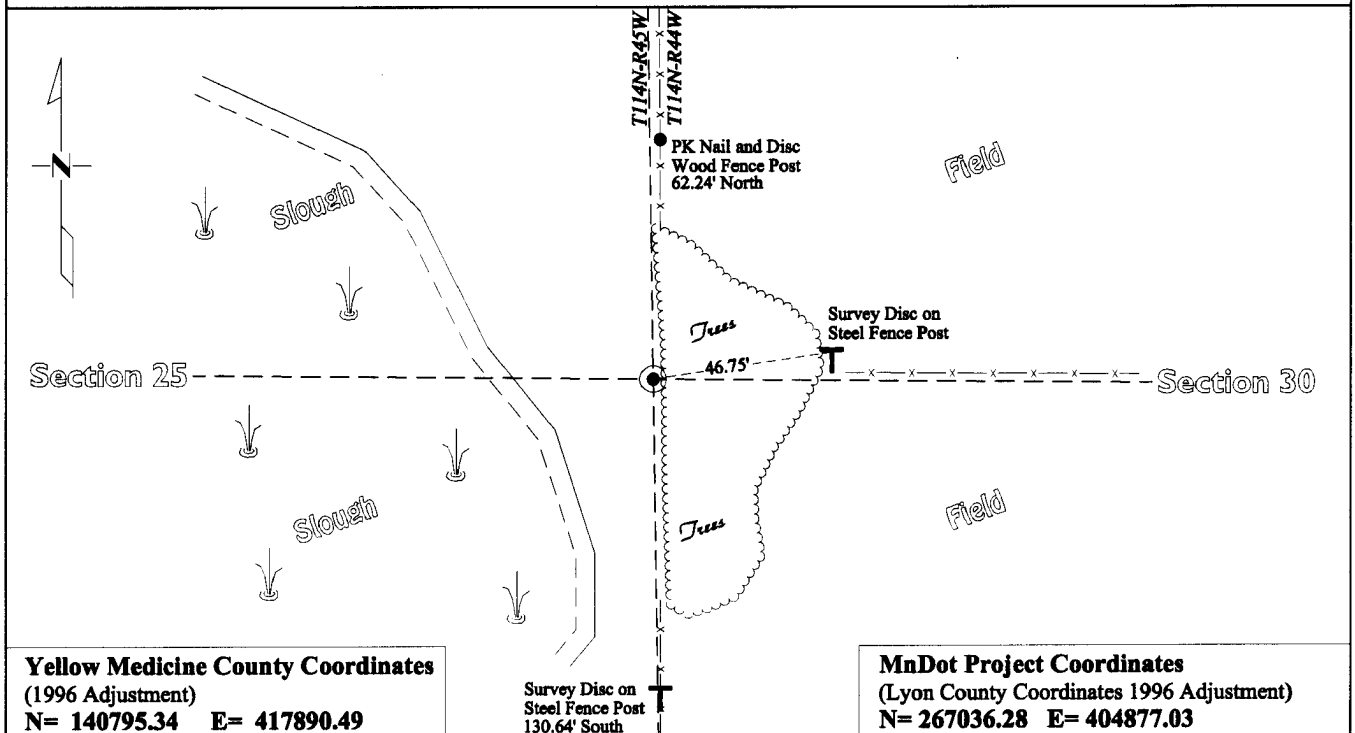 T114N-R45W
T114N-R44W
PK Nail and Disc
Wood Fence Post
62.24' North
Field
N
Slough
Trees
Survey Disc on
Steel Fence Post
46.75'
Section 25
Section 30
Slough
Trees
Field
Yellow Medicine County Coordinates
(1996 Adjustment)
N= 140795.34 E= 417890.49
Survey Disc on
Steel Fence Post
130.64' South
MnDot Project Coordinates
(Lyon County Coordinates 1996 Adjustment)
N= 267036.28 E= 404877.03